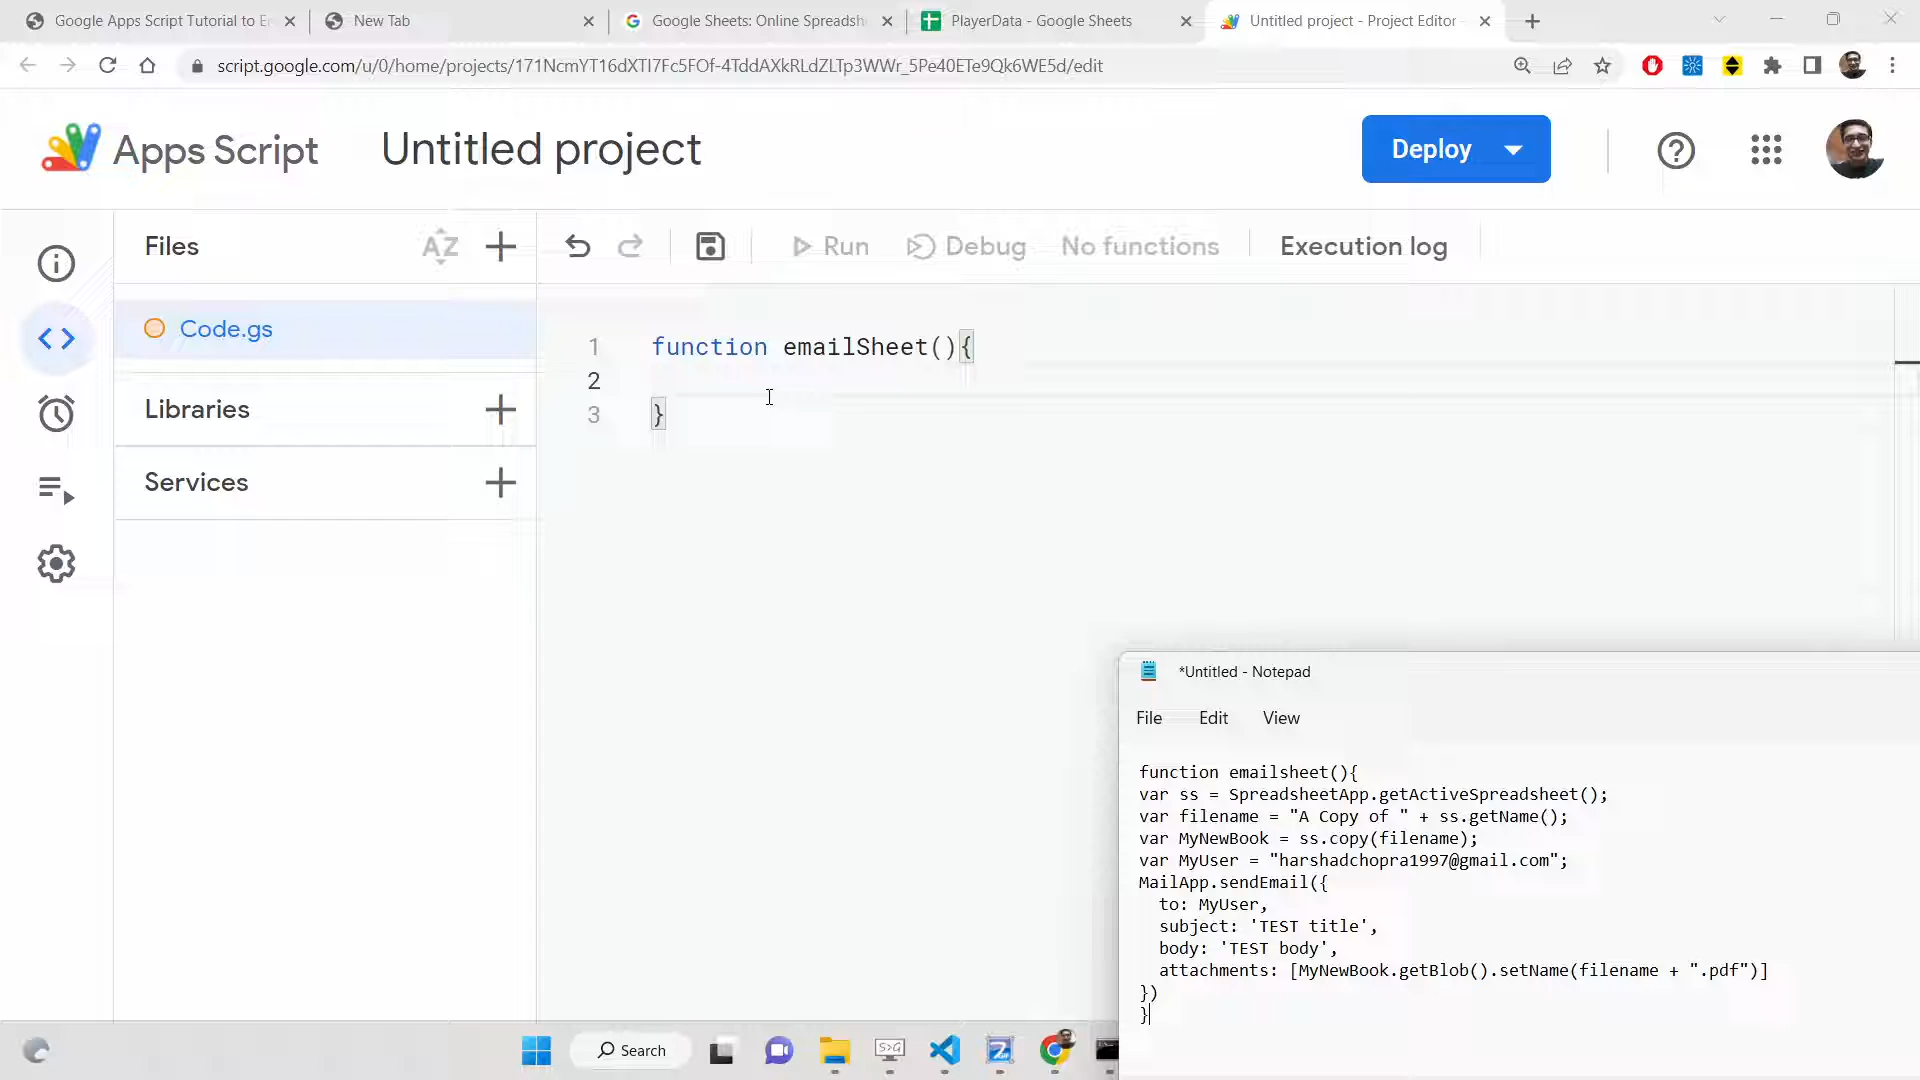 Google Apps Script Tutorial to E
New Tab
Google Sheets: Online Spreadsh
PlayerData - Google Sheets
Untitled project - Project Editor -
script.google.com/u/0/home/projects/171NcmYT16dXTI7Fc5FOf-4TddAXkRLdZLTp3WWr_5Pe40ETe9Qk6WE5d/edit
Apps Script
Untitled project
Deploy
Files
AZ
Run
Debug
No functions
Execution log
Code.gs
Libraries
Services
1 function emailSheet(){
2
3 }
*Untitled - Notepad
File Edit View
function emailsheet(){
var ss = SpreadsheetApp.getActiveSpreadsheet();
var filename = "A Copy of " + ss.getName();
var MyNewBook = ss.copy(filename);
var MyUser = "harshadchopra1997@gmail.com";
MailApp.sendEmail({
to: MyUser,
subject: 'TEST title',
body: 'TEST body',
attachments: [MyNewBook.getBlob().setName(filename + ".pdf")]
})
}
Search